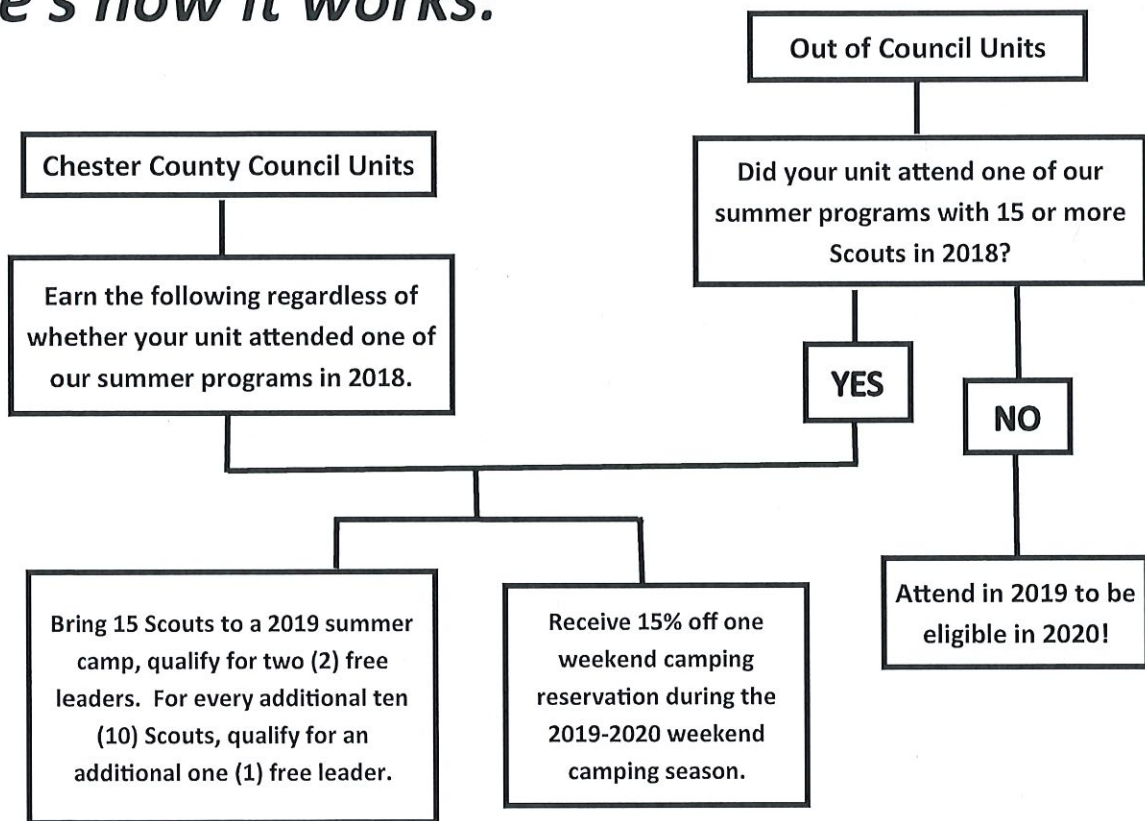 e's how it works:
Out of Council Units
Chester County Council Units
Did your unit attend one of our
summer programs with 15 or more
Scouts in 2018?
Earn the following regardless of
whether your unit attended one of
our summer programs in 2018.
YES
NO
Bring 15 Scouts to a 2019 summer
camp, qualify for two (2) free
leaders. For every additional ten
(10) Scouts, qualify for an
additional one (1) free leader.
Receive 15% off one
weekend camping
reservation during the
2019-2020 weekend
camping season.
Attend in 2019 to be
eligible in 2020!